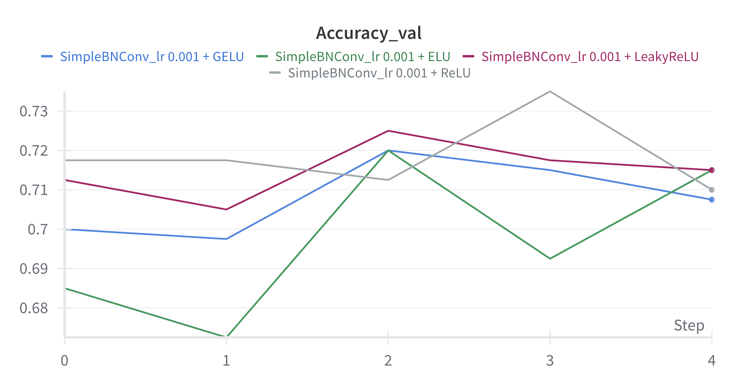 Accuracy_val
SimpleBNConv_lr 0.001 + GELU SimpleBNConv_lr 0.001 + ELU SimpleBNConv_lr 0.001 + LeakyReLU
SimpleBNConv_lr 0.001 + ReLU
0.73
0.72
0.71
0.7
0.69
0.68
Step
0 1 2 3 4